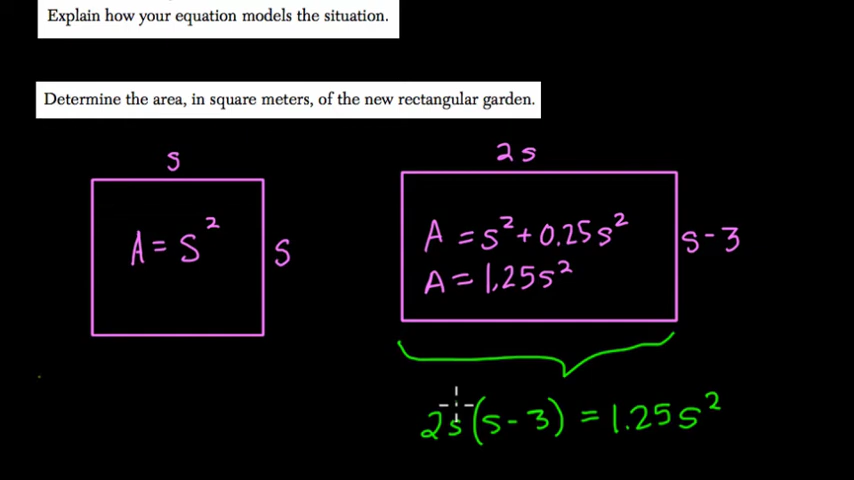 Explain how your equation models the situation.
Determine the area, in square meters, of the new rectangular garden.
s
2s
A = s²
s
A = s² + 0.25s²
A = 1.25s²
s - 3
2s(s - 3) = 1.25s²